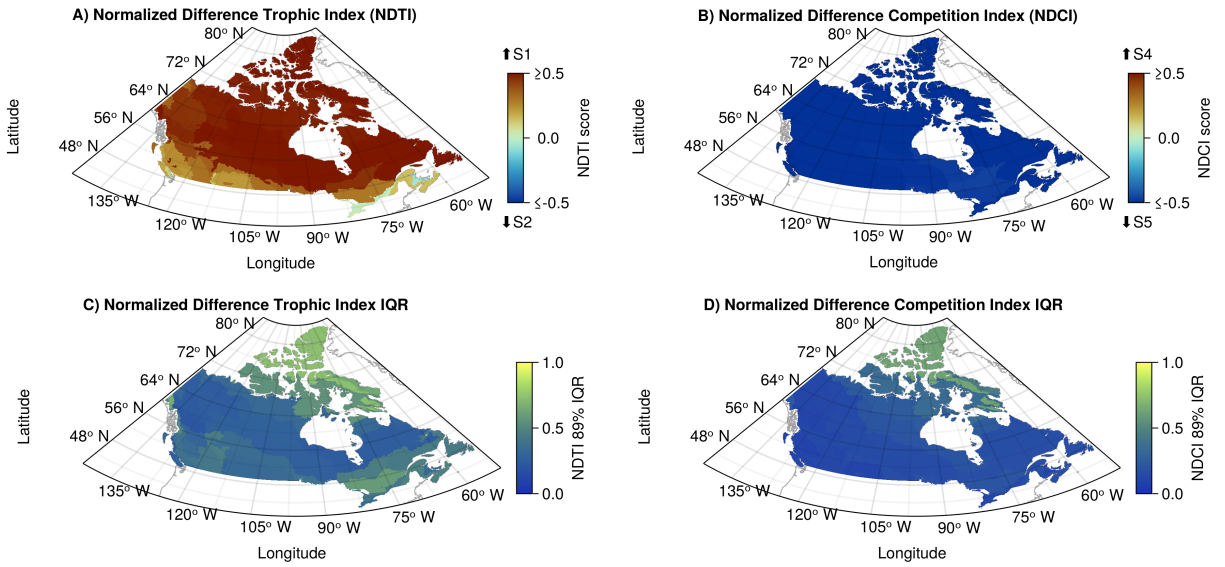 A) Normalized Difference Trophic Index (NDTI)
80° N
72° N
64° N
56° N
48° N
Latitude
135° W
120° W
105° W
90° W
75° W
60° W
Longitude
⬆S1
≥0.5
0.0
≤-0.5
⬇S2
NDTI score
B) Normalized Difference Competition Index (NDCI)
80° N
72° N
64° N
56° N
48° N
Latitude
135° W
120° W
105° W
90° W
75° W
60° W
Longitude
⬆S4
≥0.5
0.0
≤-0.5
⬇S5
NDCI score
C) Normalized Difference Trophic Index IQR
80° N
72° N
64° N
56° N
48° N
Latitude
135° W
120° W
105° W
90° W
75° W
60° W
Longitude
1.0
0.5
0.0
NDTI 89% IQR
D) Normalized Difference Competition Index IQR
80° N
72° N
64° N
56° N
48° N
Latitude
135° W
120° W
105° W
90° W
75° W
60° W
Longitude
1.0
0.5
0.0
NDCI 89% IQR